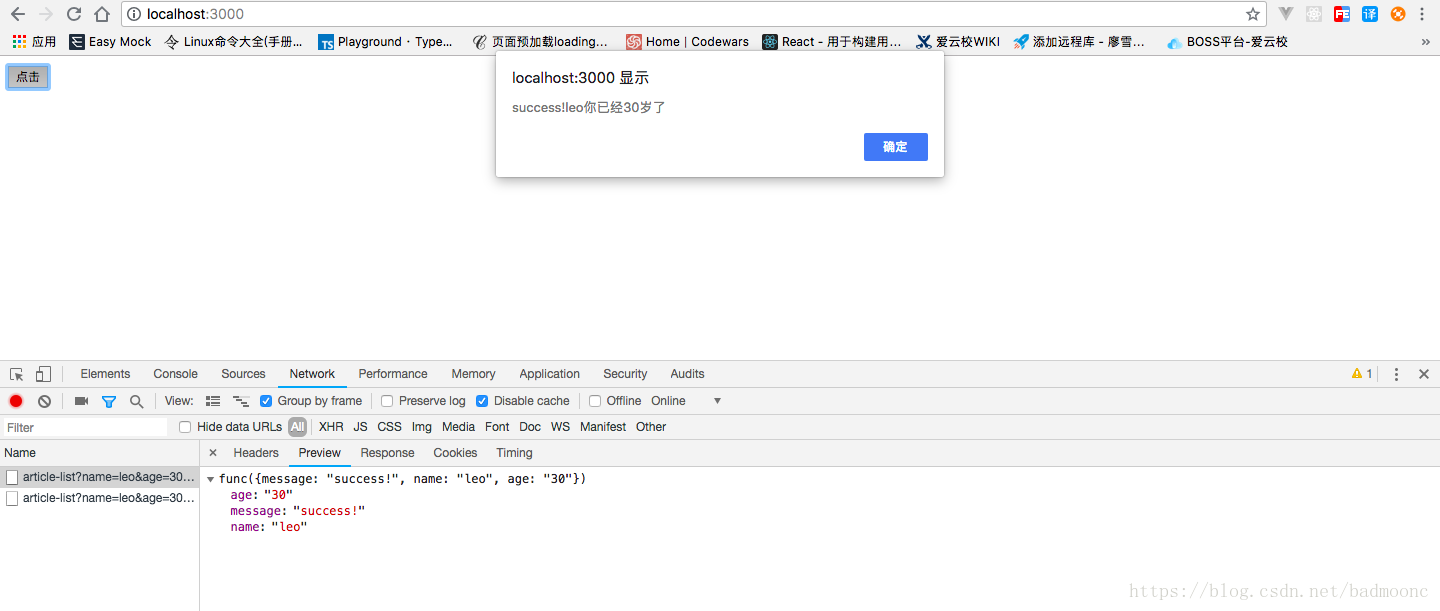 localhost:3000
应用 Easy Mock Linux命令大全(手册... TS Playground · Type... 页面预加载loading... Home | Codewars React - 用于构建用... 爱云校WIKI 添加远程库 - 廖雪... BOSS平台-爱云校 »
FE 译
点击
localhost:3000 显示
success!leo你已经30岁了
确定
Elements Console Sources Network Performance Memory Application Security Audits 1
View: Group by frame Preserve log Disable cache Offline Online
Filter Hide data URLs All XHR JS CSS Img Media Font Doc WS Manifest Other
Name Headers Preview Response Cookies Timing
article-list?name=leo&age=30...
article-list?name=leo&age=30...
func({message: "success!", name: "leo", age: "30"})
age: "30"
message: "success!"
name: "leo"
https://blog.csdn.net/badmoonc